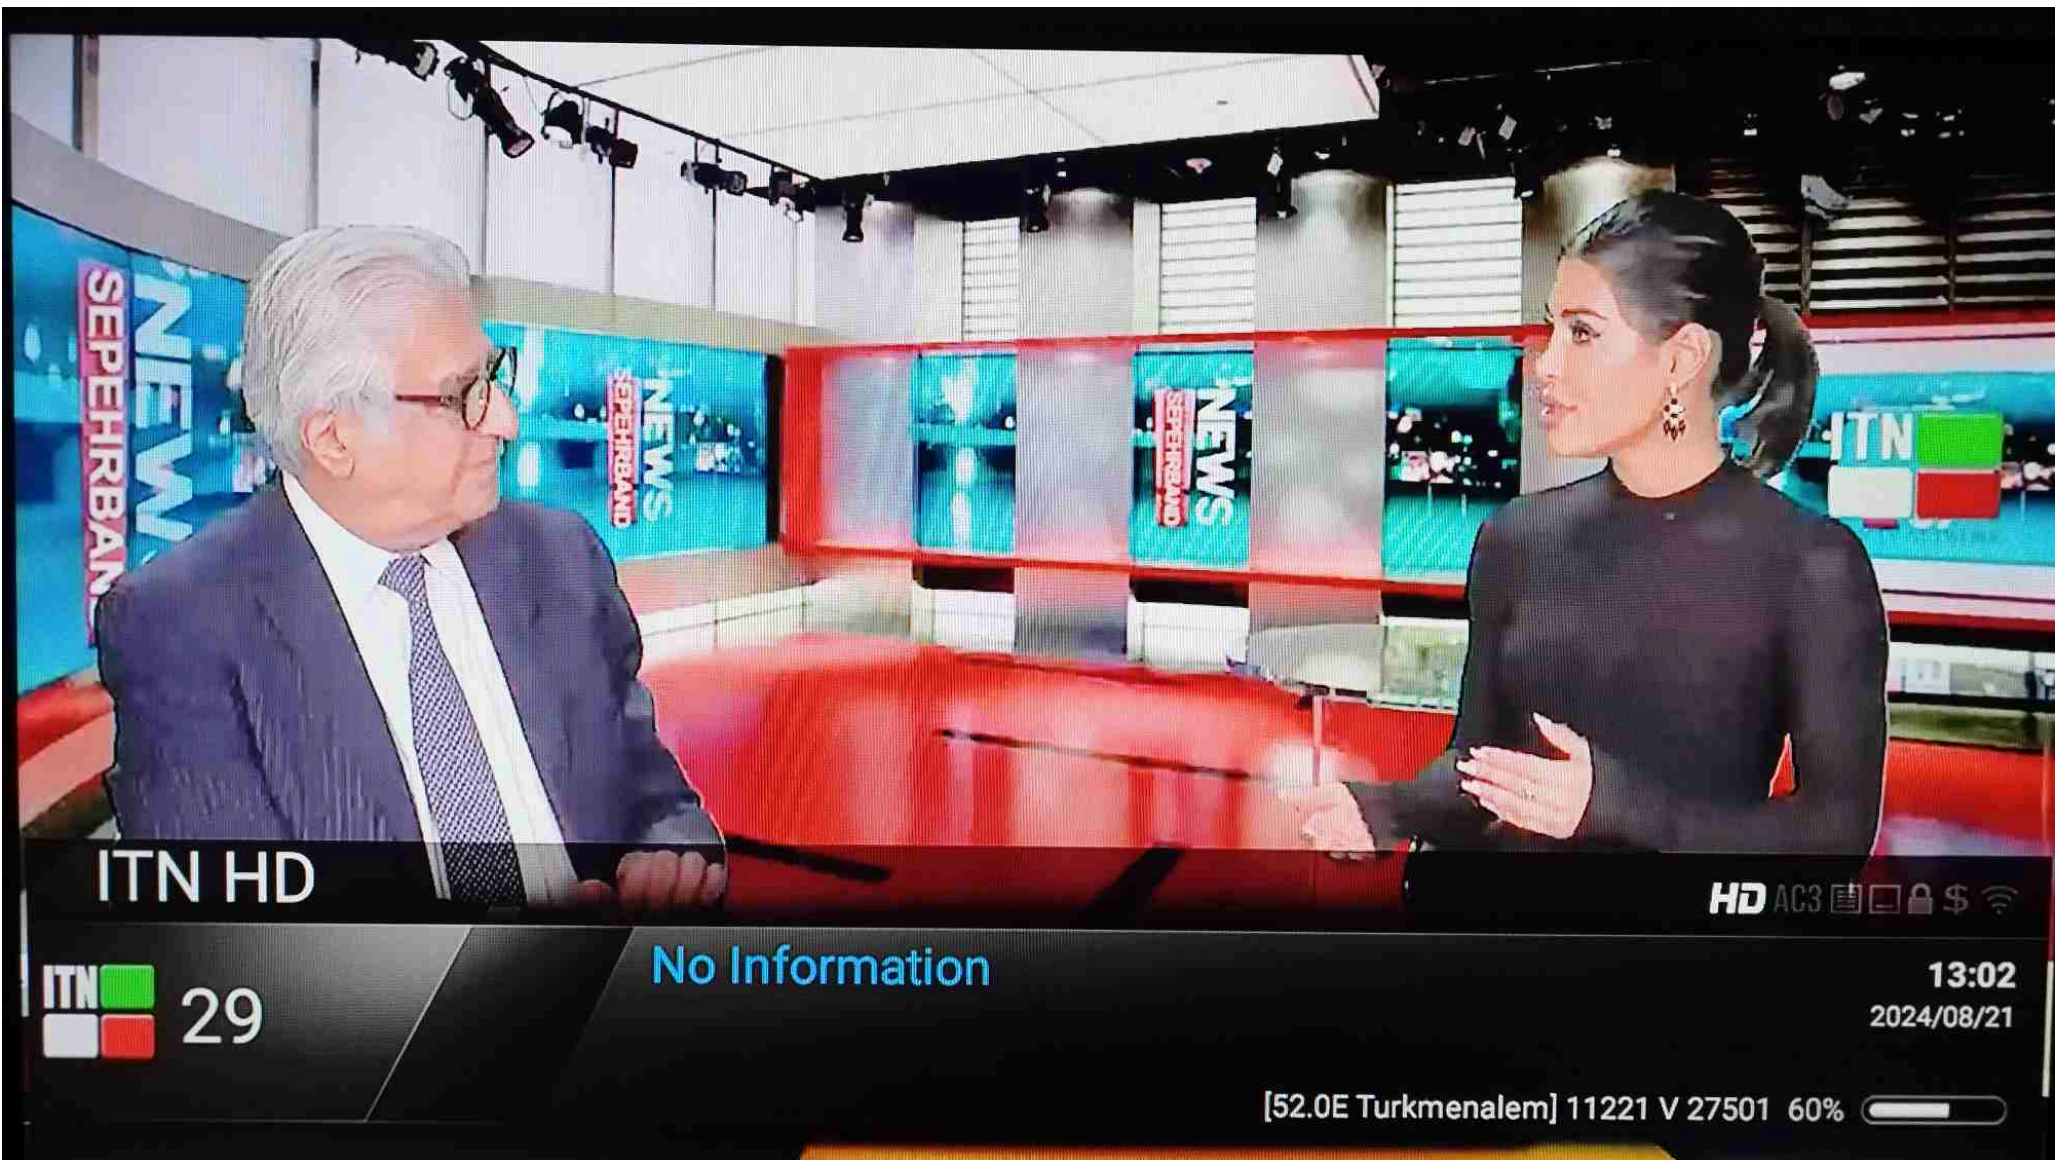 NEWS
SEPEHRBAND
NEWS
SEPEHRBAND
NEWS
SEPEHRBAND
ITN
ITN HD
HD AC3 $
ITN
29
No Information
13:02
2024/08/21
[52.0E Turkmenalem] 11221 V 27501 60%